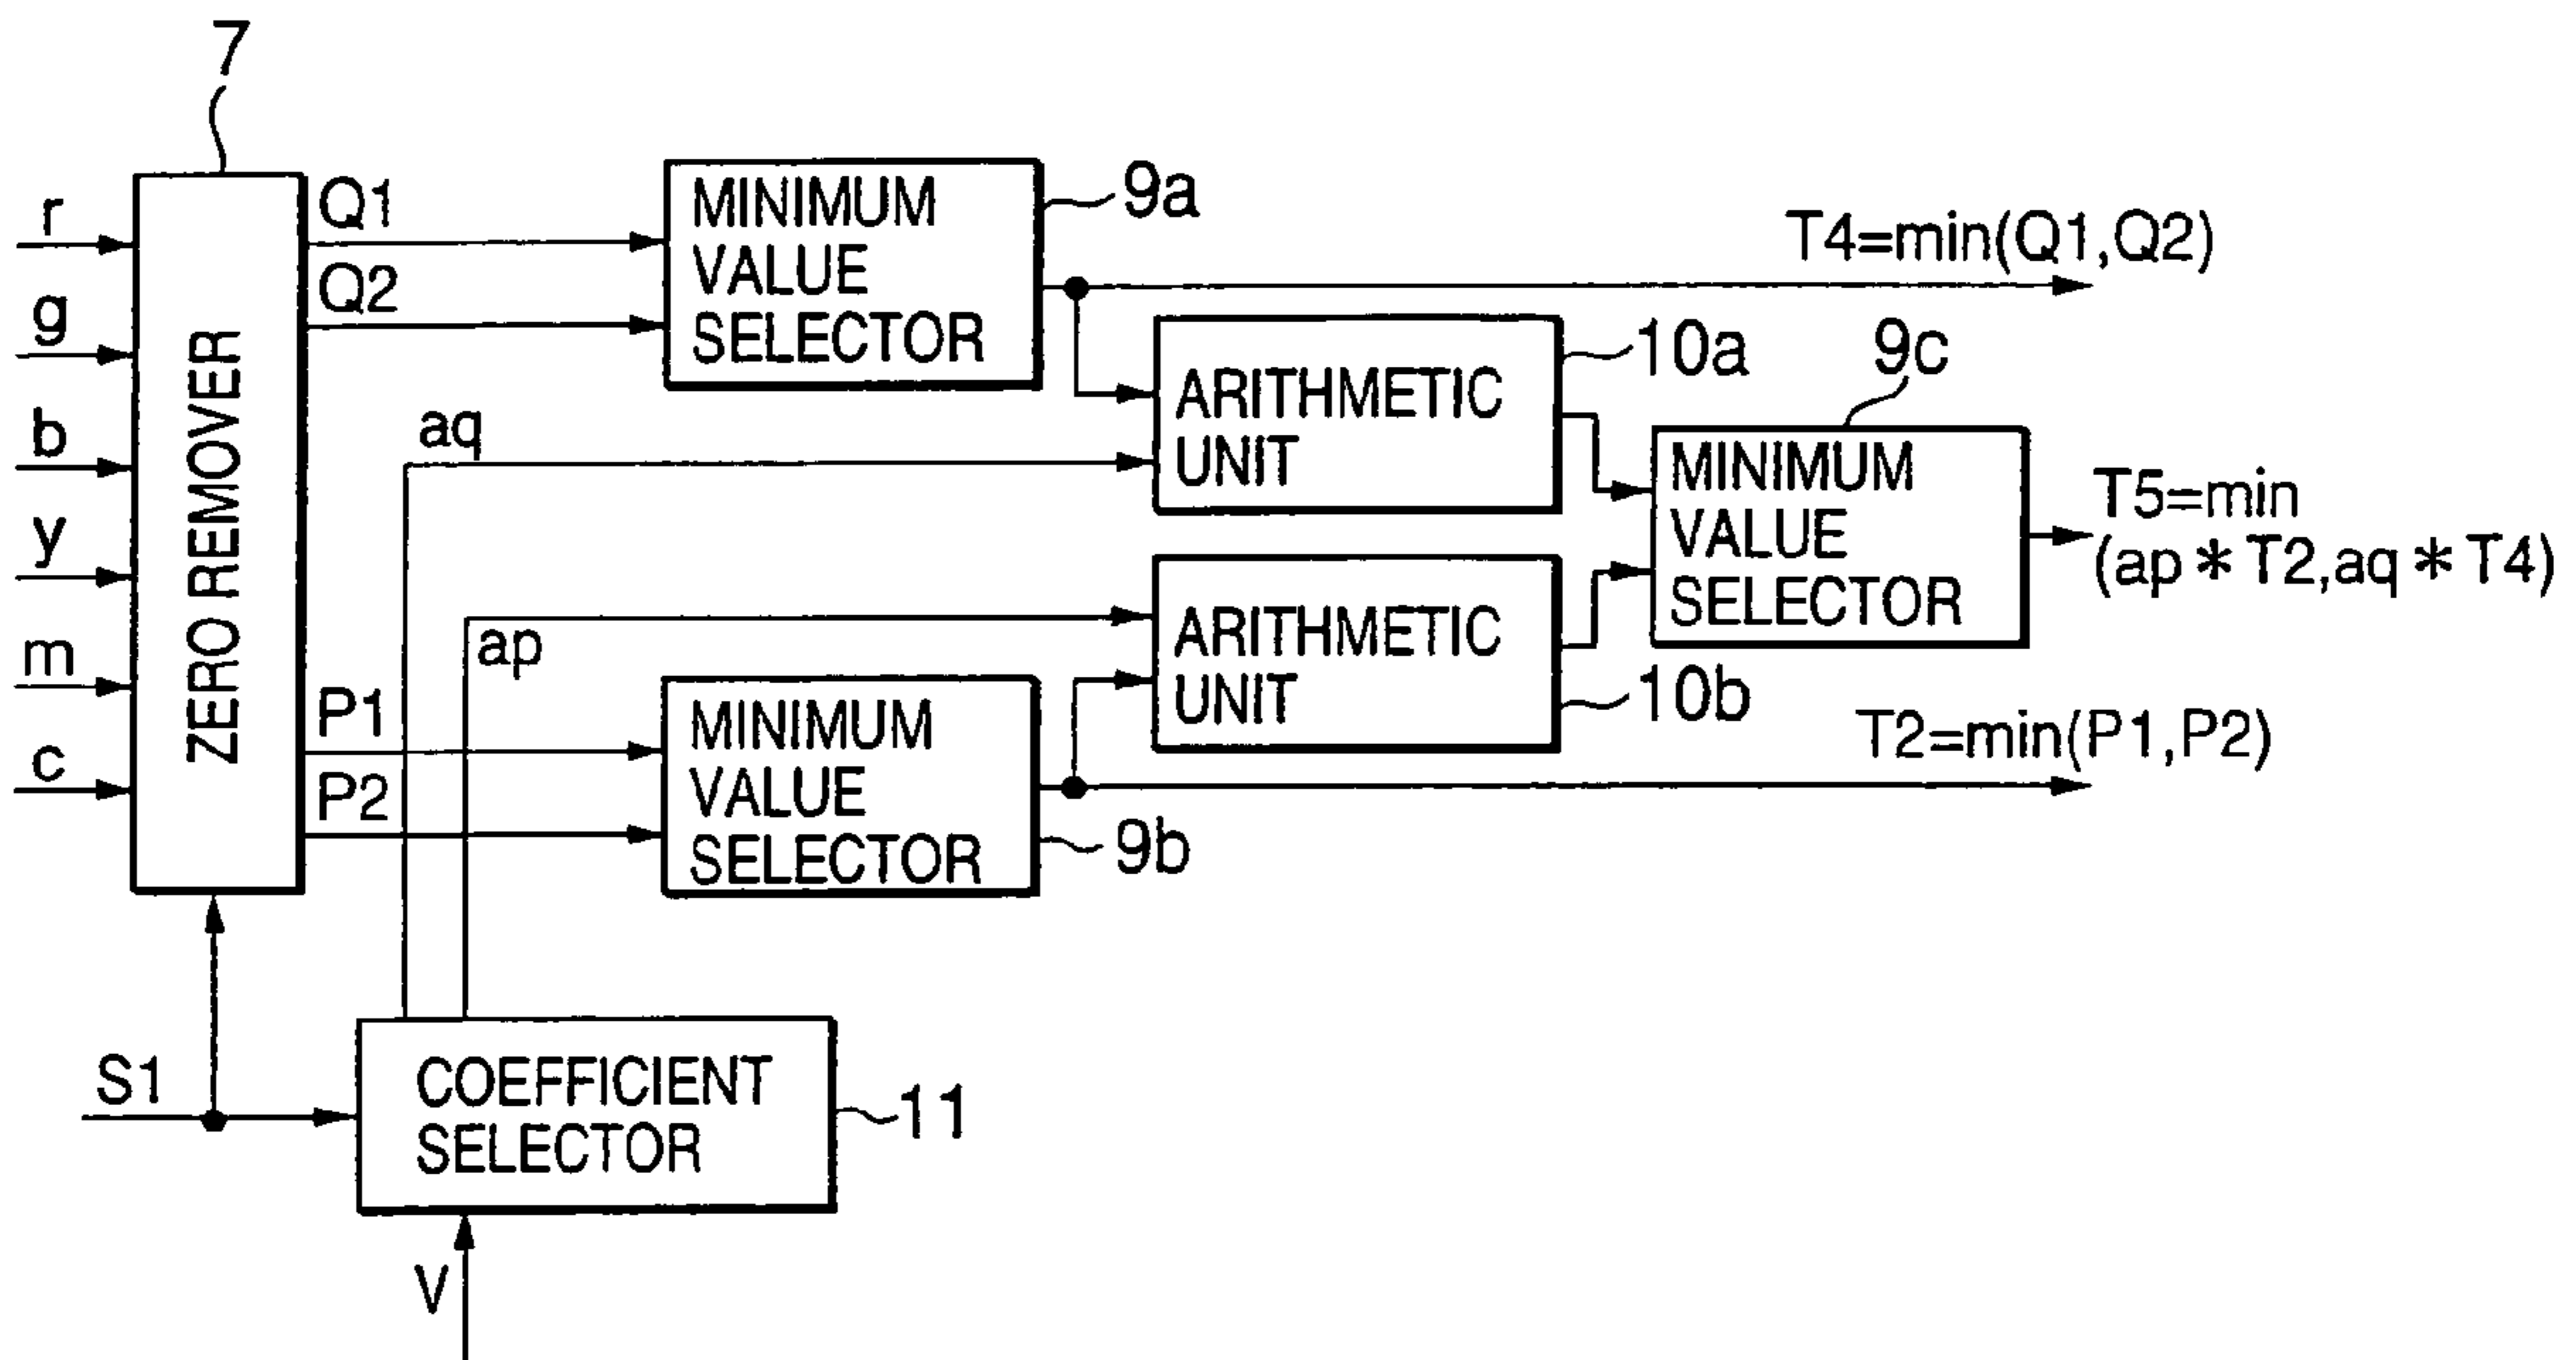 7
r
g
b
y
m
c
ZERO REMOVER
Q1
Q2
MINIMUM
VALUE
SELECTOR
9a
T4=min(Q1,Q2)
aq
ARITHMETIC
UNIT
10a
9c
MINIMUM
VALUE
SELECTOR
T5=min
(ap * T2,aq * T4)
ap
ARITHMETIC
UNIT
10b
P1
P2
MINIMUM
VALUE
SELECTOR
9b
T2=min(P1,P2)
S1
COEFFICIENT
SELECTOR
11
V